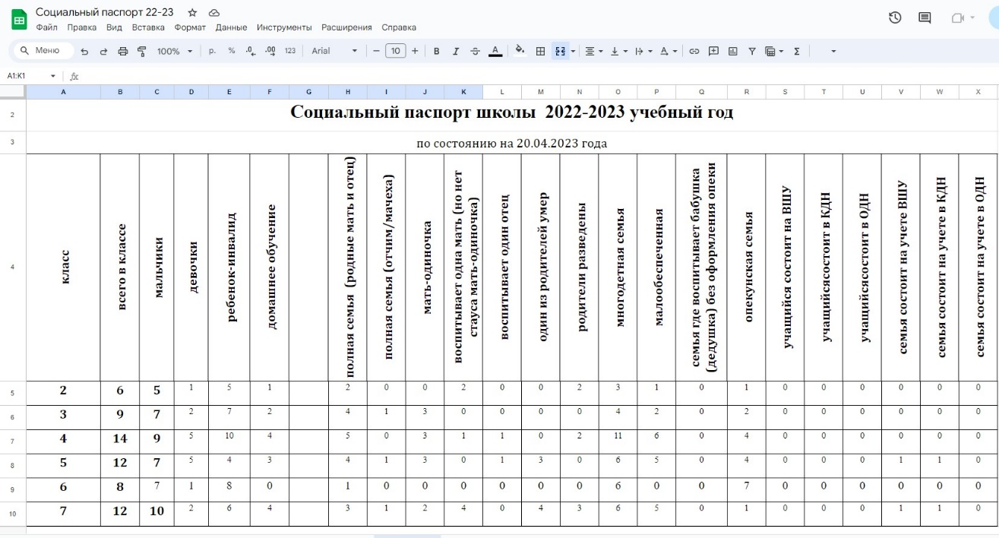 Социальный паспорт 22-23
Файл Правка Вид Вставка Формат Данные Инструменты Расширения Справка
Меню 100% р. % .0 .00 123 Arial - 10 + B I A A Σ
A1:K1 fx
A B C D E F G H I J K L M N O P Q R S T U V W X
2 Социальный паспорт школы 2022-2023 учебный год
3 по состоянию на 20.04.2023 года
4
класс
всего в классе
мальчики
девочки
ребенок-инвалид
домашнее обучение
полная семья (родные мать и отец)
полная семья (отчим/мачеха)
мать-одиночка
воспитывает одна мать (но нет
стауса мать-одиночка)
воспитывает один отец
один из родителей умер
родители разведены
многодетная семья
малообеспеченная
семья где воспитывает бабушка
(дедушка) без оформления опеки
опекунская семья
учащийся состоит на ВШУ
учащийсясостоит в КДН
учащийсясостоит в ОДН
семья состоит на учете ВШУ
семья состоит на учете в КДН
семья состоит на учете в ОДН
5 2 6 5 1 5 1 2 0 0 2 0 0 2 3 1 0 1 0 0 0 0 0 0
6 3 9 7 2 7 2 4 1 3 0 0 0 0 4 2 0 2 0 0 0 0 0 0
7 4 14 9 5 10 4 5 0 3 1 1 0 2 11 6 0 4 0 0 0 0 0 0
8 5 12 7 5 4 3 4 1 3 0 1 3 0 6 5 0 4 0 0 0 1 1 0
9 6 8 7 1 8 0 1 0 0 0 0 0 0 6 0 0 7 0 0 0 0 0 0
10 7 12 10 2 6 4 3 1 2 4 0 4 3 6 5 0 1 0 0 0 1 1 0